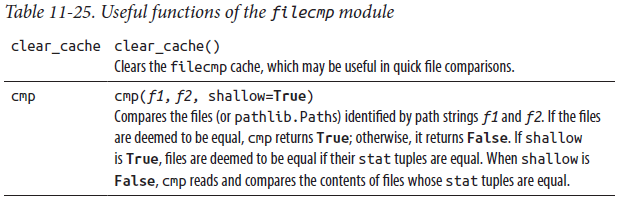 Table 11-25. Useful functions of the filecmp module
clear_cache clear_cache()
Clears the filecmp cache, which may be useful in quick file comparisons.
cmp cmp(f1, f2, shallow=True)
Compares the files (or pathlib.Paths) identified by path strings f1 and f2. If the files
are deemed to be equal, cmp returns True; otherwise, it returns False. If shallow
is True, files are deemed to be equal if their stat tuples are equal. When shallow is
False, cmp reads and compares the contents of files whose stat tuples are equal.